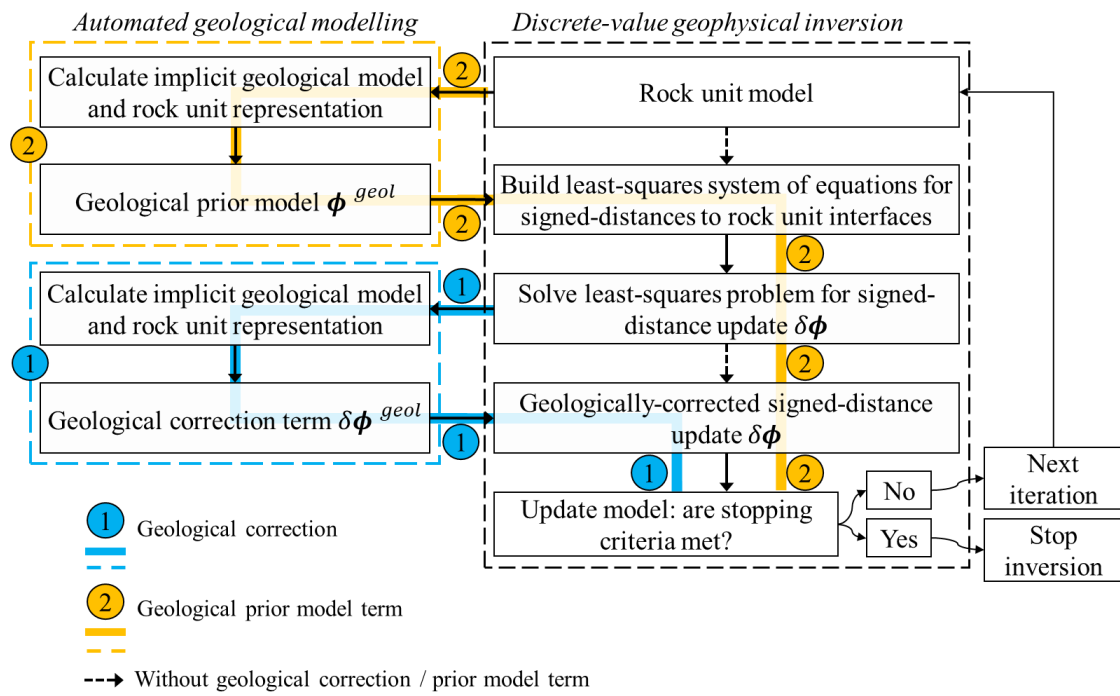 Automated geological modelling
Discrete-value geophysical inversion
Calculate implicit geological model
and rock unit representation
2
Rock unit model
2
Geological prior model ϕ geol
2
Build least-squares system of equations for
signed-distances to rock unit interfaces
2
Calculate implicit geological model
and rock unit representation
1
Solve least-squares problem for signed-
distance update δϕ
1
2
Geological correction term δϕ geol
1
Geologically-corrected signed-distance
update δϕ
1
2
Update model: are stopping
criteria met?
No
Yes
Next
iteration
Stop
inversion
1 Geological correction
2 Geological prior model term
Without geological correction / prior model term